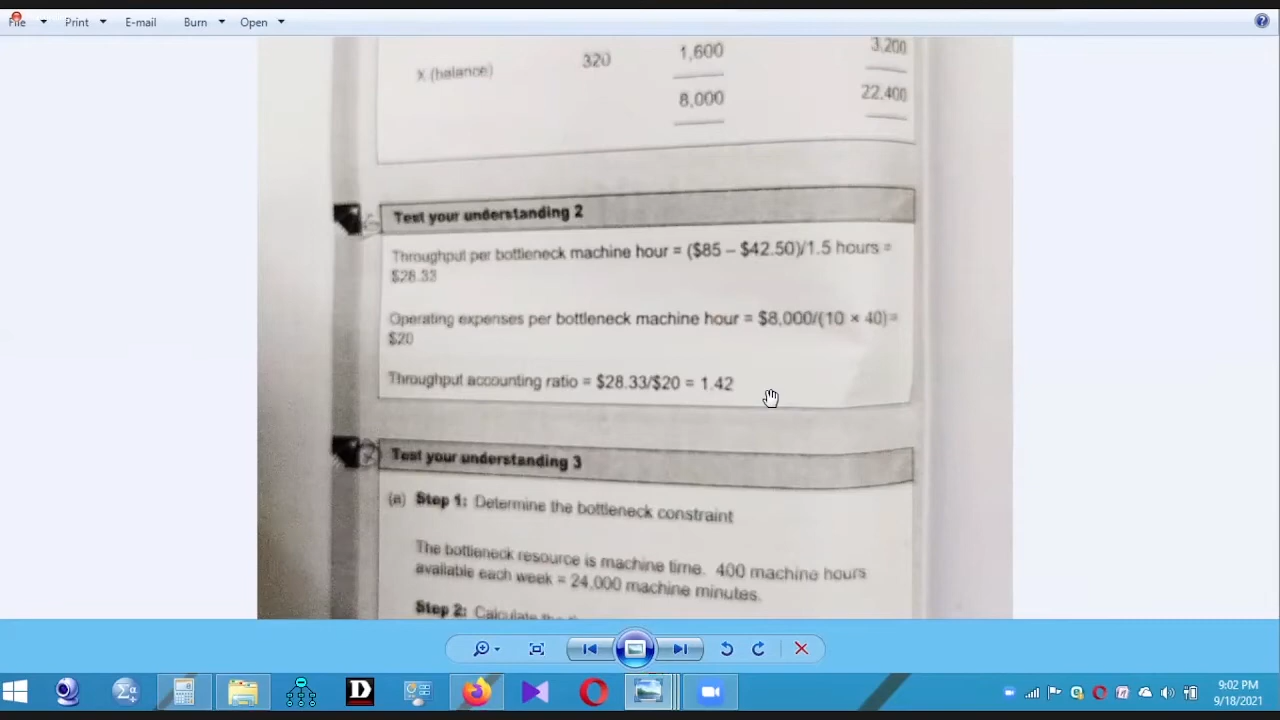 File Print E-mail Burn Open
3,200
X (balance) 320 1,600
8,000 22,400
Test your understanding 2
Throughput per bottleneck machine hour = ($85 – $42.50)/1.5 hours =
$28.33
Operating expenses per bottleneck machine hour = $8,000/(10 × 40)=
$20
Throughput accounting ratio = $28.33/$20 = 1.42
Test your understanding 3
(a) Step 1: Determine the bottleneck constraint
The bottleneck resource is machine time. 400 machine hours
available each week = 24,000 machine minutes.
Step 2: Calculate the
Σα
D
9:02 PM
9/18/2021